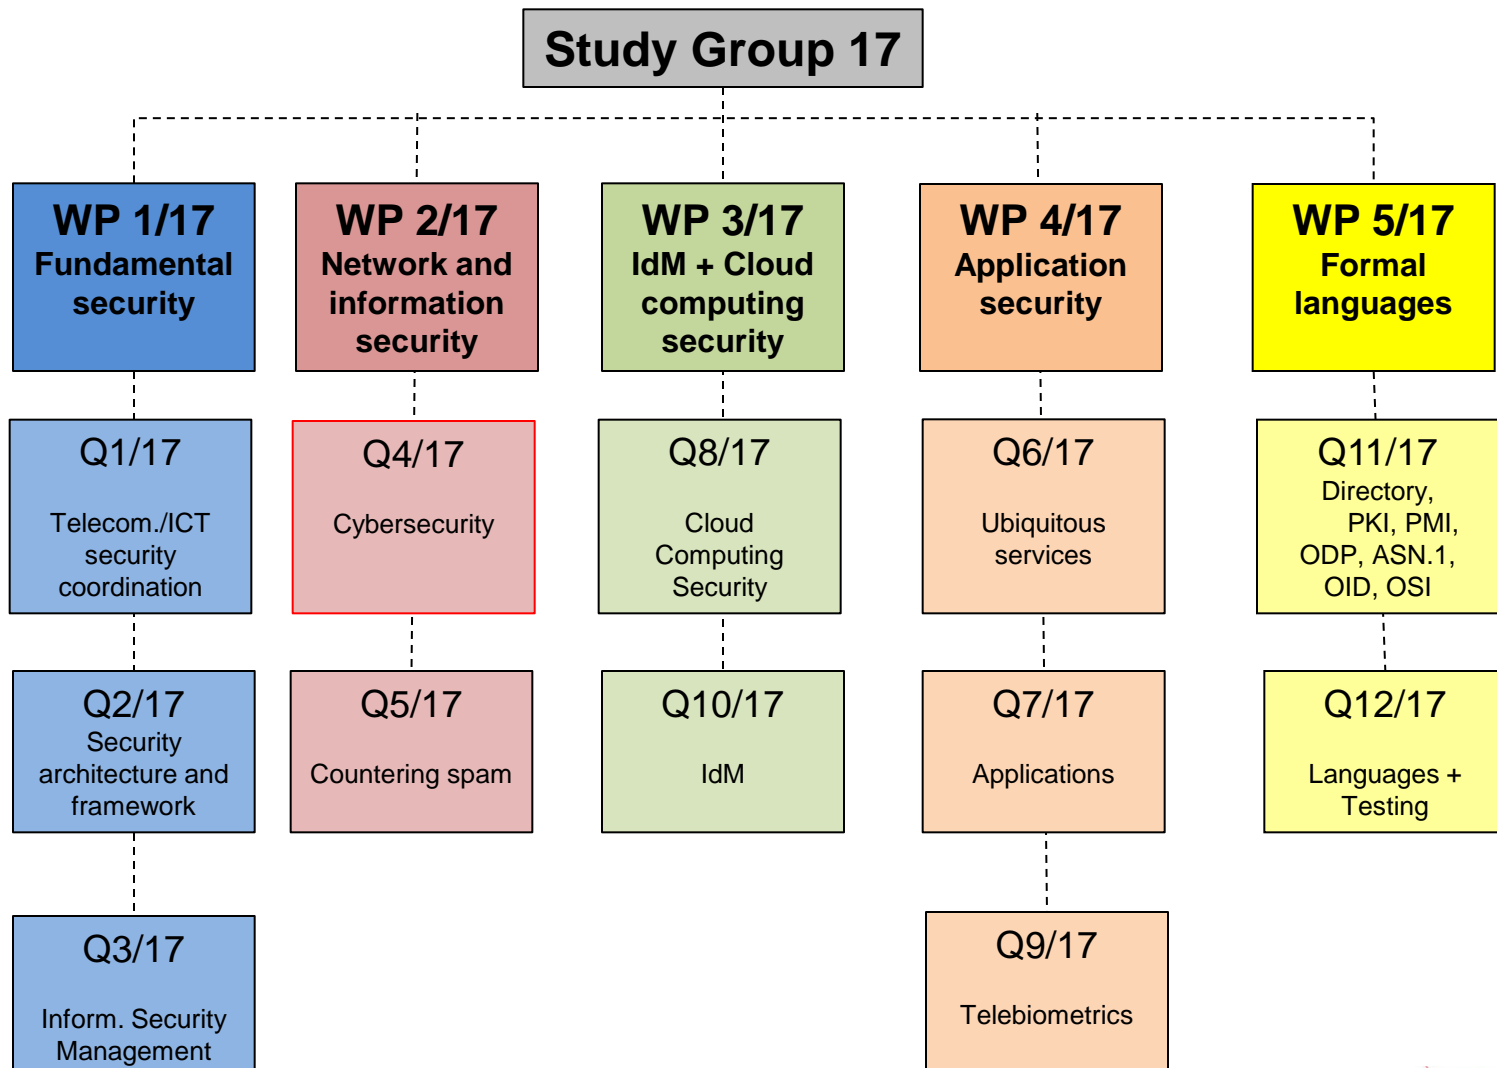 Study Group 17
WP 1/17
Fundamental
security
WP 2/17
Network and
information
security
WP 3/17
IdM + Cloud
computing
security
WP 4/17
Application
security
WP 5/17
Formal
languages
Q1/17
Telecom./ICT
security
coordination
Q4/17
Cybersecurity
Q8/17
Cloud
Computing
Security
Q6/17
Ubiquitous
services
Q11/17
Directory,
PKI, PMI,
ODP, ASN.1,
OID, OSI
Q2/17
Security
architecture and
framework
Q5/17
Countering spam
Q10/17
IdM
Q7/17
Applications
Q12/17
Languages +
Testing
Q3/17
Inform. Security
Management
Q9/17
Telebiometrics